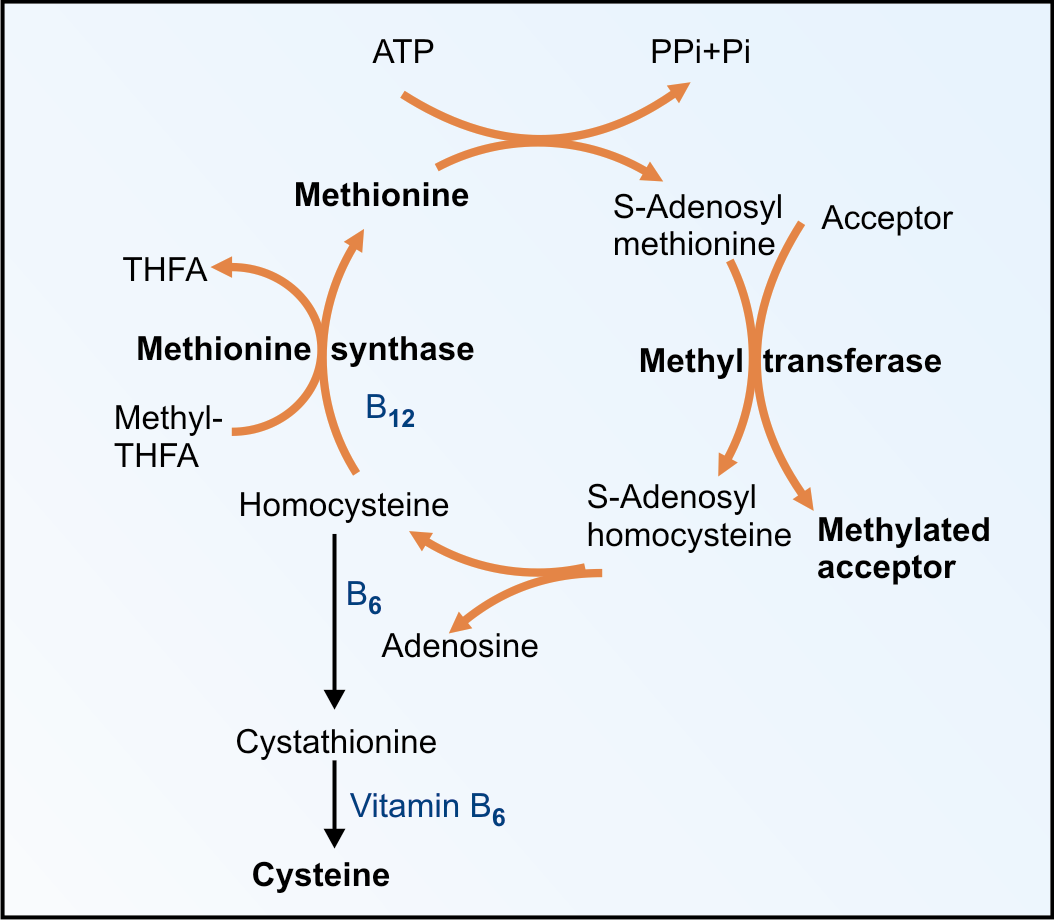 ATP
PPi+Pi
Methionine
S-Adenosyl
methionine
Acceptor
THFA
Methionine synthase
Methyl transferase
Methyl-
THFA
B12
Homocysteine
S-Adenosyl
homocysteine
Methylated
acceptor
B6
Adenosine
Cystathionine
Vitamin B6
Cysteine